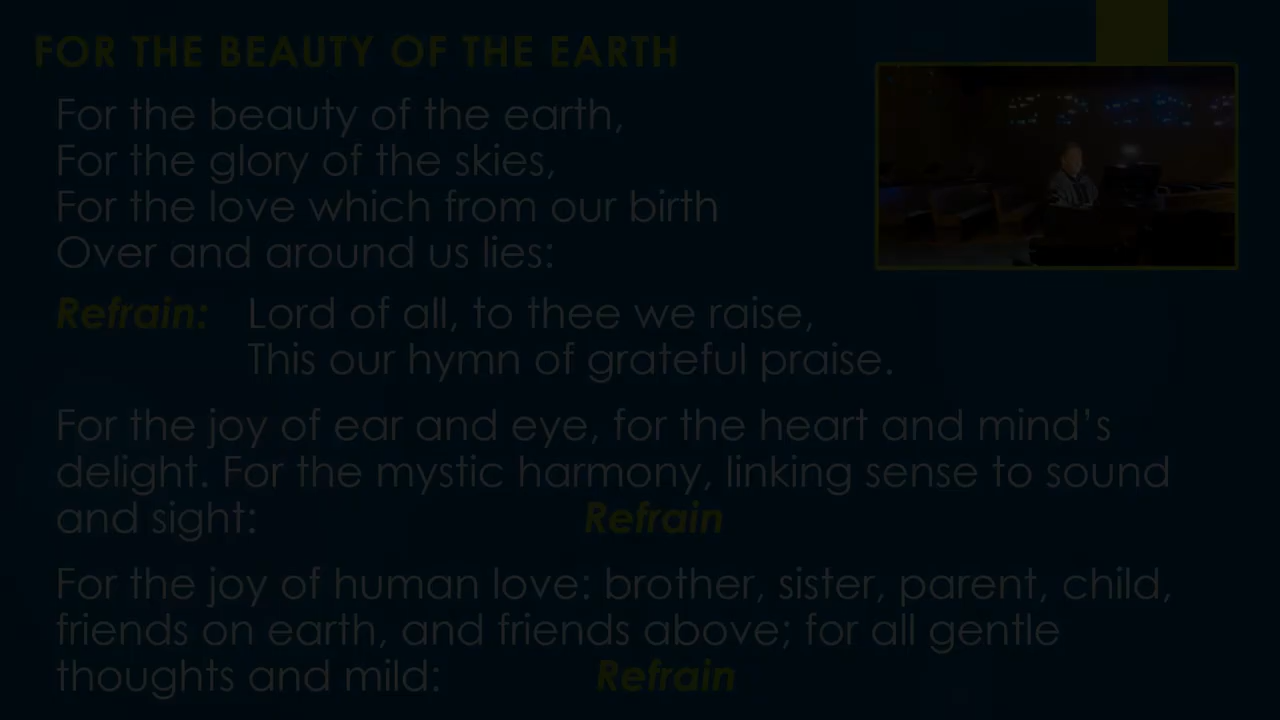 FOR THE BEAUTY OF THE EARTH
For the beauty of the earth,
For the glory of the skies,
For the love which from our birth
Over and around us lies:
Refrain: Lord of all, to thee we raise,
This our hymn of grateful praise.
For the joy of ear and eye, for the heart and mind’s
delight. For the mystic harmony, linking sense to sound
and sight: Refrain
For the joy of human love: brother, sister, parent, child,
friends on earth, and friends above; for all gentle
thoughts and mild: Refrain